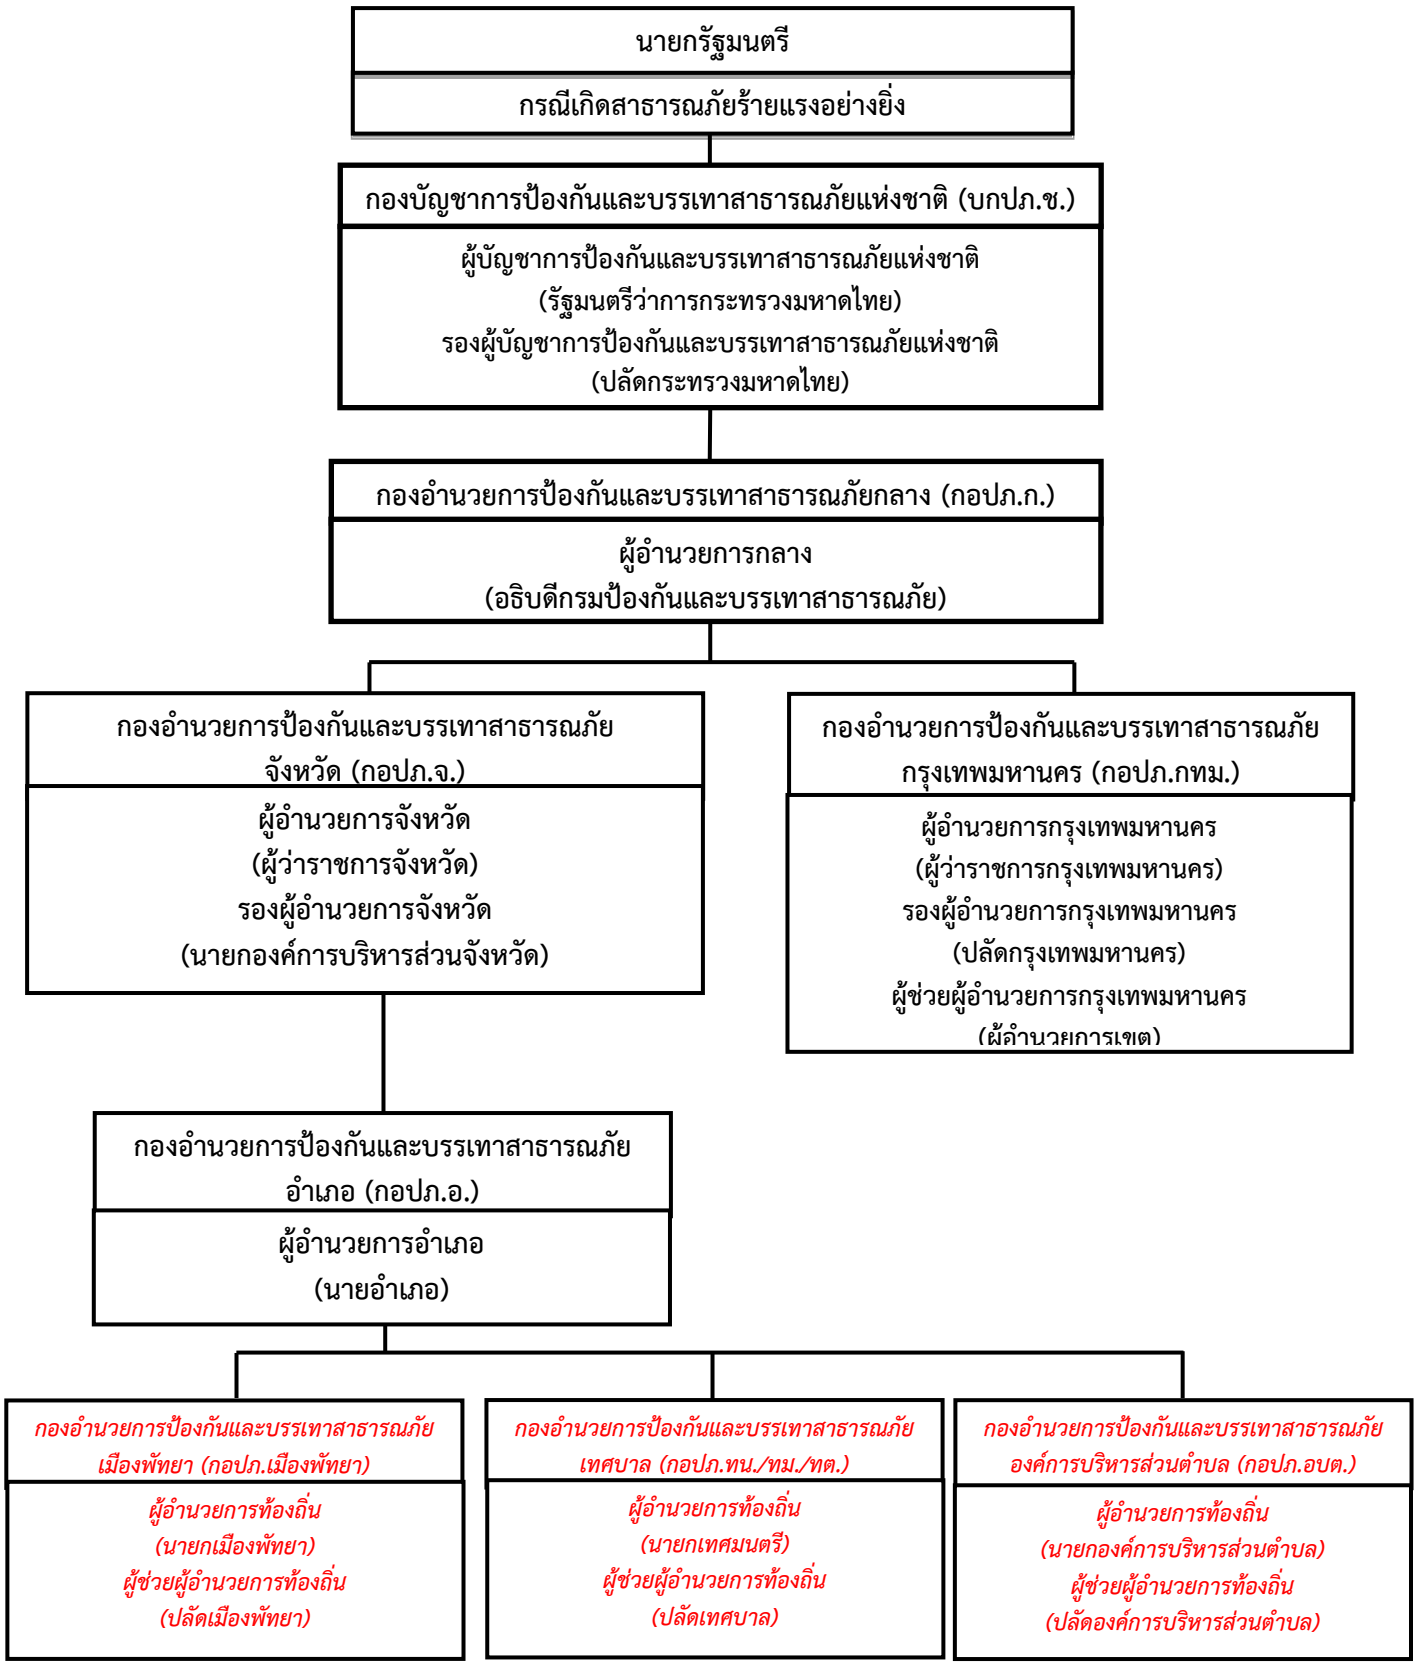 นายกรัฐมนตรี
กรณีเกิดสาธารณภัยร้ายแรงอย่างยิ่ง
กองบัญชาการป้องกันและบรรเทาสาธารณภัยแห่งชาติ (บกปภ.ช.)
ผู้บัญชาการป้องกันและบรรเทาสาธารณภัยแห่งชาติ
(รัฐมนตรีว่าการกระทรวงมหาดไทย)
รองผู้บัญชาการป้องกันและบรรเทาสาธารณภัยแห่งชาติ
(ปลัดกระทรวงมหาดไทย)
กองอำนวยการป้องกันและบรรเทาสาธารณภัยกลาง (กอปภ.ก.)
ผู้อำนวยการกลาง
(อธิบดีกรมป้องกันและบรรเทาสาธารณภัย)
กองอำนวยการป้องกันและบรรเทาสาธารณภัย
จังหวัด (กอปภ.จ.)
ผู้อำนวยการจังหวัด
(ผู้ว่าราชการจังหวัด)
รองผู้อำนวยการจังหวัด
(นายกองค์การบริหารส่วนจังหวัด)
กองอำนวยการป้องกันและบรรเทาสาธารณภัย
กรุงเทพมหานคร (กอปภ.กทม.)
ผู้อำนวยการกรุงเทพมหานคร
(ผู้ว่าราชการกรุงเทพมหานคร)
รองผู้อำนวยการกรุงเทพมหานคร
(ปลัดกรุงเทพมหานคร)
ผู้ช่วยผู้อำนวยการกรุงเทพมหานคร
(ผู้อำนวยการเขต)
กองอำนวยการป้องกันและบรรเทาสาธารณภัย
อำเภอ (กอปภ.อ.)
ผู้อำนวยการอำเภอ
(นายอำเภอ)
กองอำนวยการป้องกันและบรรเทาสาธารณภัย
เมืองพัทยา (กอปภ.เมืองพัทยา)
ผู้อำนวยการท้องถิ่น
(นายกเมืองพัทยา)
ผู้ช่วยผู้อำนวยการท้องถิ่น
(ปลัดเมืองพัทยา)
กองอำนวยการป้องกันและบรรเทาสาธารณภัย
เทศบาล (กอปภ.ทน./ทม./ทต.)
ผู้อำนวยการท้องถิ่น
(นายกเทศมนตรี)
ผู้ช่วยผู้อำนวยการท้องถิ่น
(ปลัดเทศบาล)
กองอำนวยการป้องกันและบรรเทาสาธารณภัย
องค์การบริหารส่วนตำบล (กอปภ.อบต.)
ผู้อำนวยการท้องถิ่น
(นายกองค์การบริหารส่วนตำบล)
ผู้ช่วยผู้อำนวยการท้องถิ่น
(ปลัดองค์การบริหารส่วนตำบล)